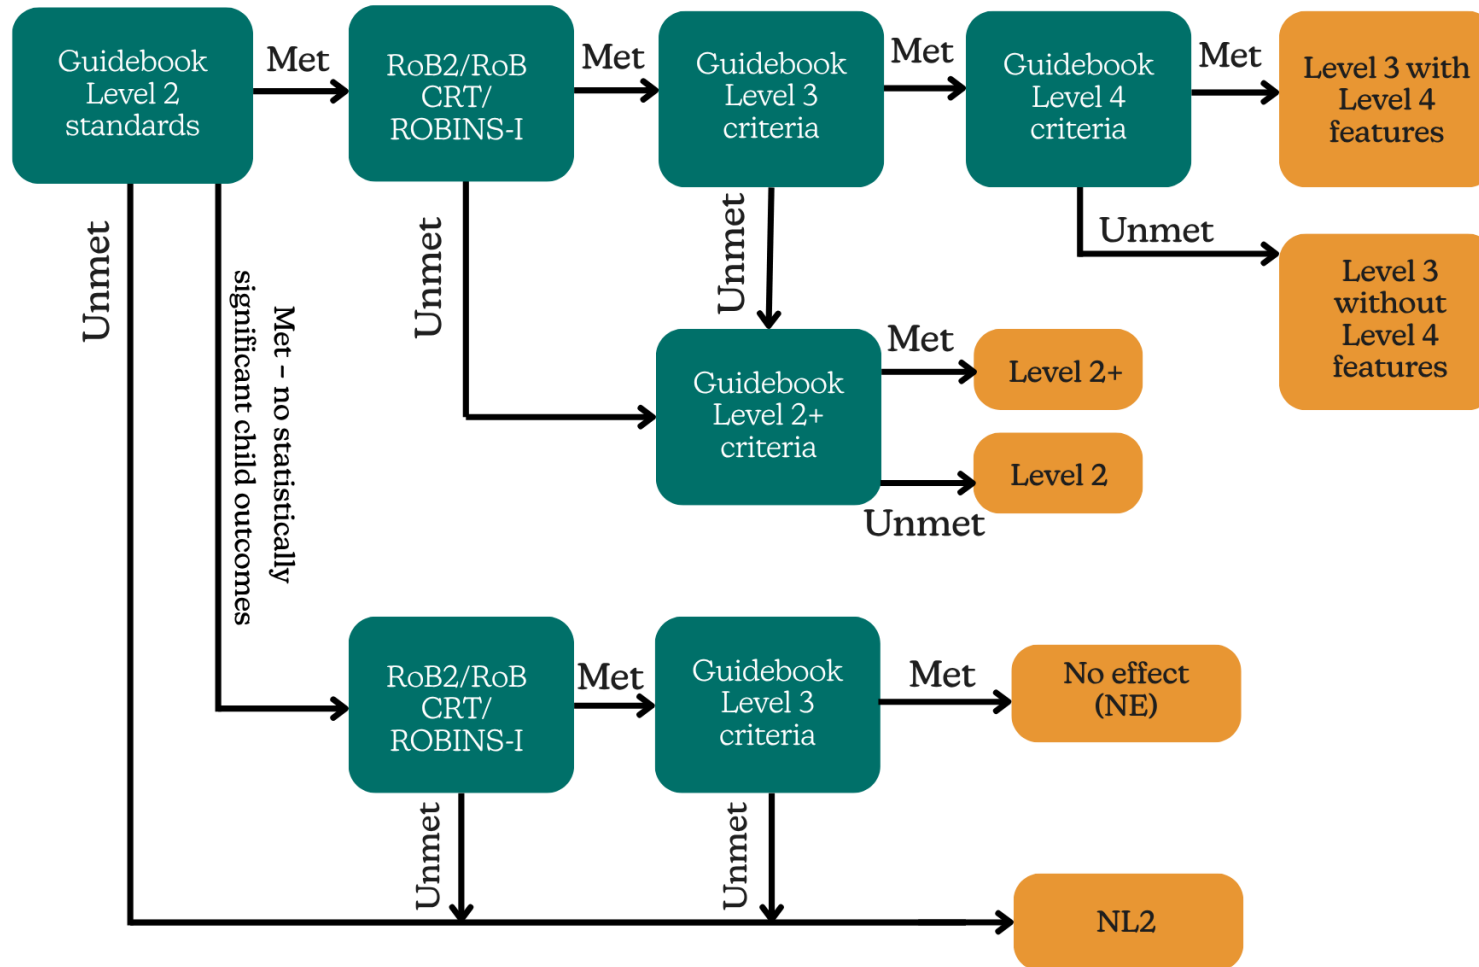 Guidebook
Level 2
standards
Met
RoB2/RoB
CRT/
ROBINS-I
Met
Guidebook
Level 3
criteria
Met
Guidebook
Level 4
criteria
Met
Level 3 with
Level 4
features
Unmet
Met – no statistically
significant child outcomes
Unmet
Unmet
Unmet
Level 3
without
Level 4
features
Guidebook
Level 2+
criteria
Met
Level 2+
Unmet
Level 2
RoB2/RoB
CRT/
ROBINS-I
Met
Guidebook
Level 3
criteria
Met
No effect
(NE)
Unmet
Unmet
NL2